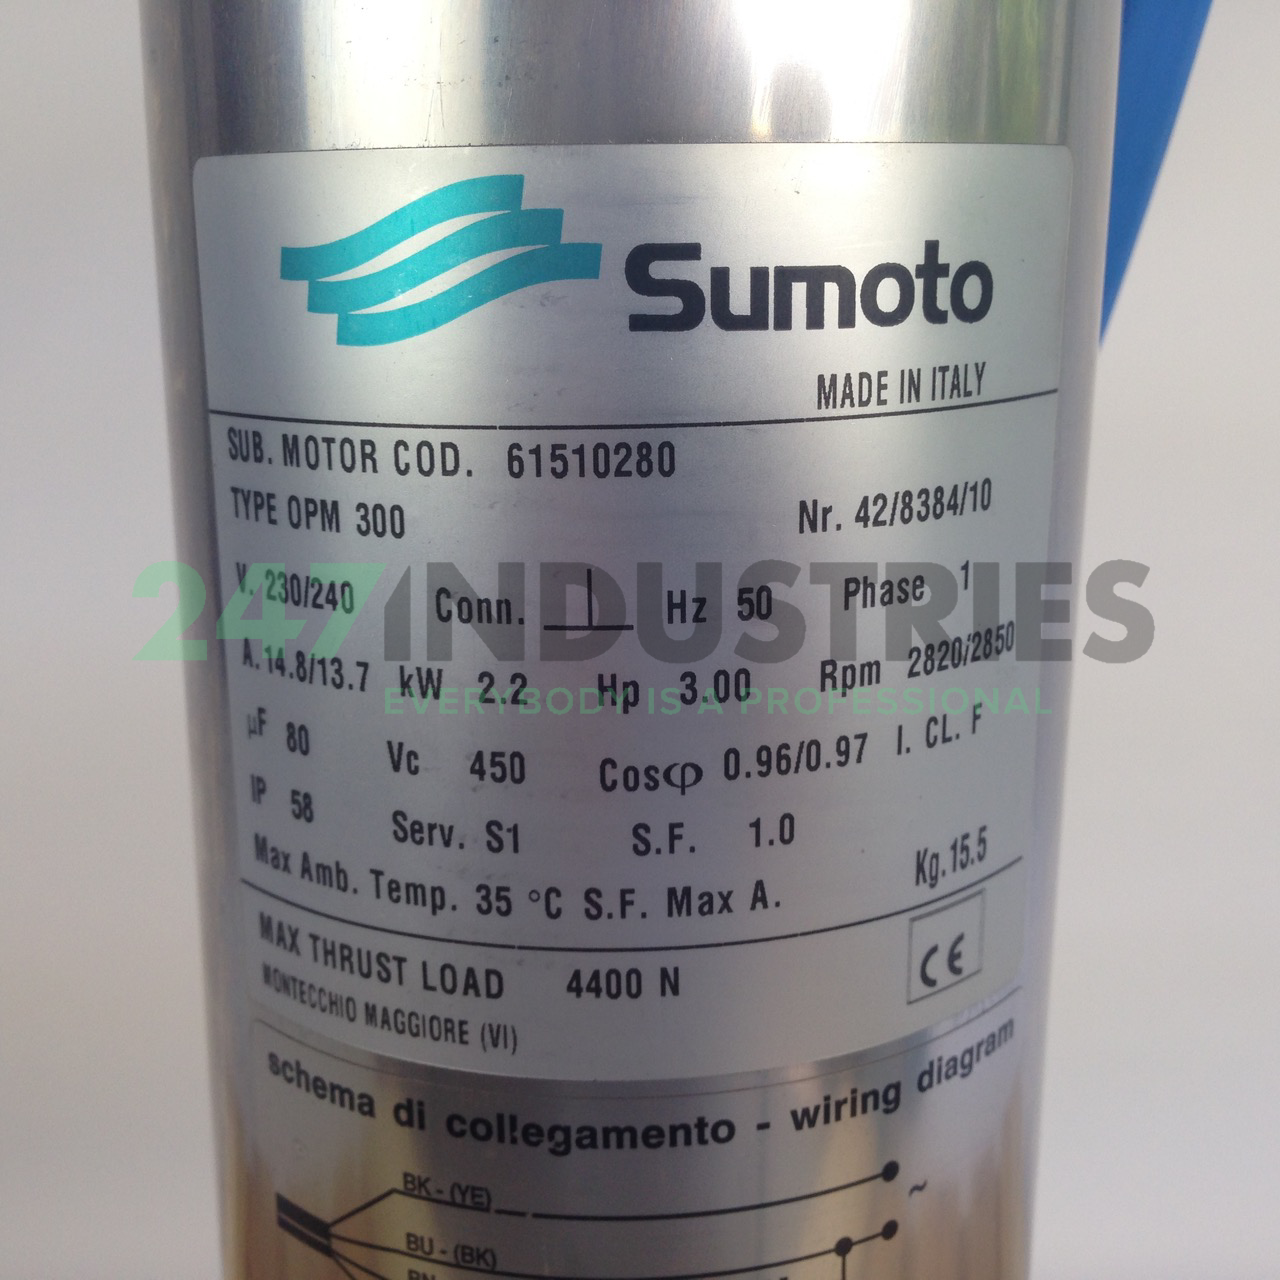 Sumoto
MADE IN ITALY
SUB. MOTOR COD. 61510280
TYPE OPM 300 Nr. 42/8384/10
V. 230/240 Conn. Hz 50 Phase 1
A. 14.8/13.7 kW 2.2 Hp 3.00 Rpm 2820/2850
µF 80 Vc 450 Cosφ 0.96/0.97 I. CL. F
IP 58 Serv. S1 S.F. 1.0
Max Amb. Temp. 35 °C S.F. Max A. Kg. 15.5
MAX THRUST LOAD 4400 N CE
MONTECCHIO MAGGIORE (VI)
schema di collegamento - wiring diagram
BK - (YE) ~
BU - (BK)
247INDUSTRIES
EVERYBODY IS A PROFESSIONAL